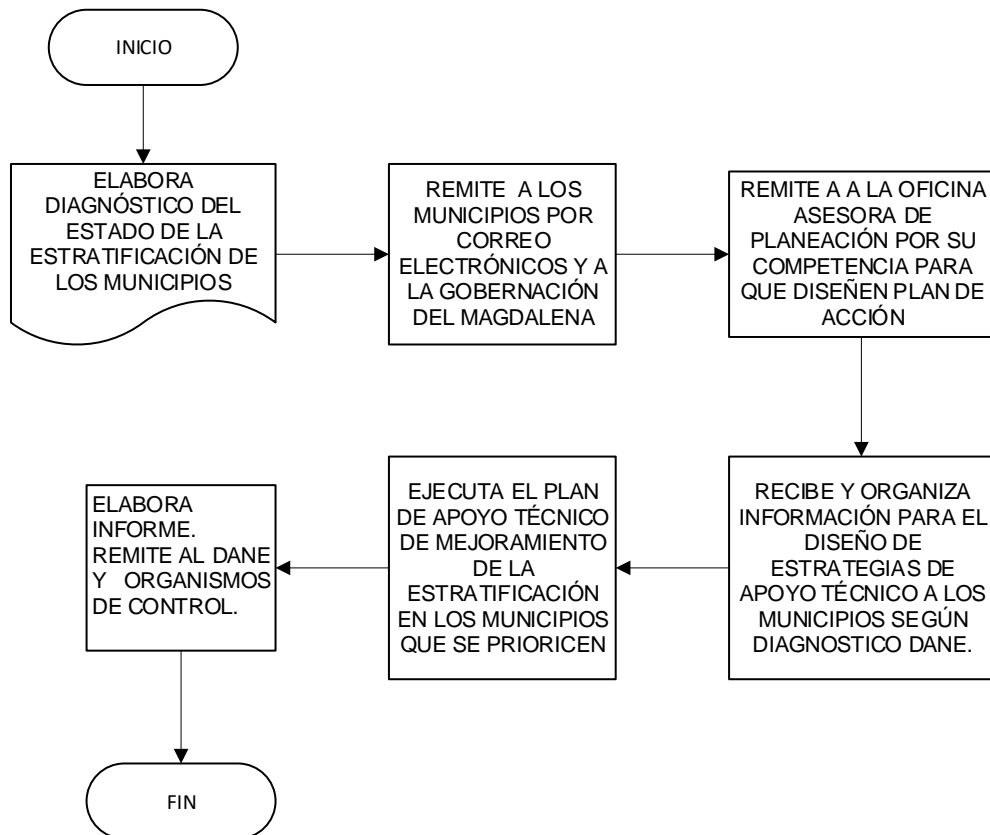 INICIO
ELABORA
DIAGNÓSTICO DEL
ESTADO DE LA
ESTRATIFICACIÓN DE
LOS MUNICIPIOS
REMITE A LOS
MUNICIPIOS POR
CORREO
ELECTRÓNICOS Y A
LA GOBERNACIÓN
DEL MAGDALENA
REMITE A A LA OFICINA
ASESORA DE
PLANEACIÓN POR SU
COMPETENCIA PARA
QUE DISEÑEN PLAN DE
ACCIÓN
RECIBE Y ORGANIZA
INFORMACIÓN PARA EL
DISEÑO DE
ESTRATEGIAS DE
APOYO TÉCNICO A LOS
MUNICIPIOS SEGÚN
DIAGNOSTICO DANE.
EJECUTA EL PLAN
DE APOYO TÉCNICO
DE MEJORAMIENTO
DE LA
ESTRATIFICACIÓN
EN LOS MUNICIPIOS
QUE SE PRIORICEN
ELABORA
INFORME.
REMITE AL DANE
Y ORGANISMOS
DE CONTROL.
FIN